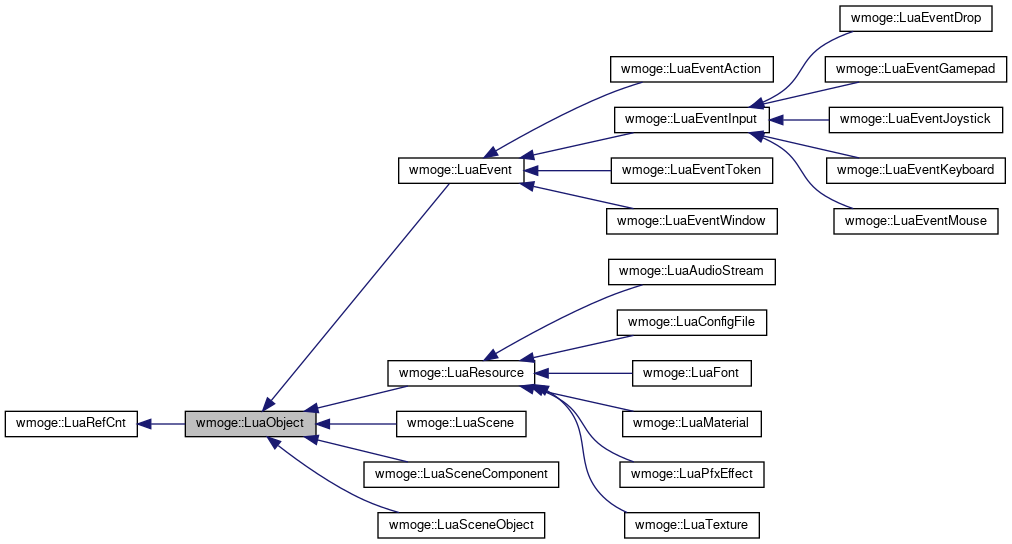 wmoge::LuaEventDrop
wmoge::LuaEventAction
wmoge::LuaEventGamepad
wmoge::LuaEventInput
wmoge::LuaEventJoystick
wmoge::LuaEvent
wmoge::LuaEventToken
wmoge::LuaEventKeyboard
wmoge::LuaEventWindow
wmoge::LuaEventMouse
wmoge::LuaAudioStream
wmoge::LuaConfigFile
wmoge::LuaResource
wmoge::LuaFont
wmoge::LuaRefCnt
wmoge::LuaObject
wmoge::LuaScene
wmoge::LuaMaterial
wmoge::LuaSceneComponent
wmoge::LuaPfxEffect
wmoge::LuaSceneObject
wmoge::LuaTexture